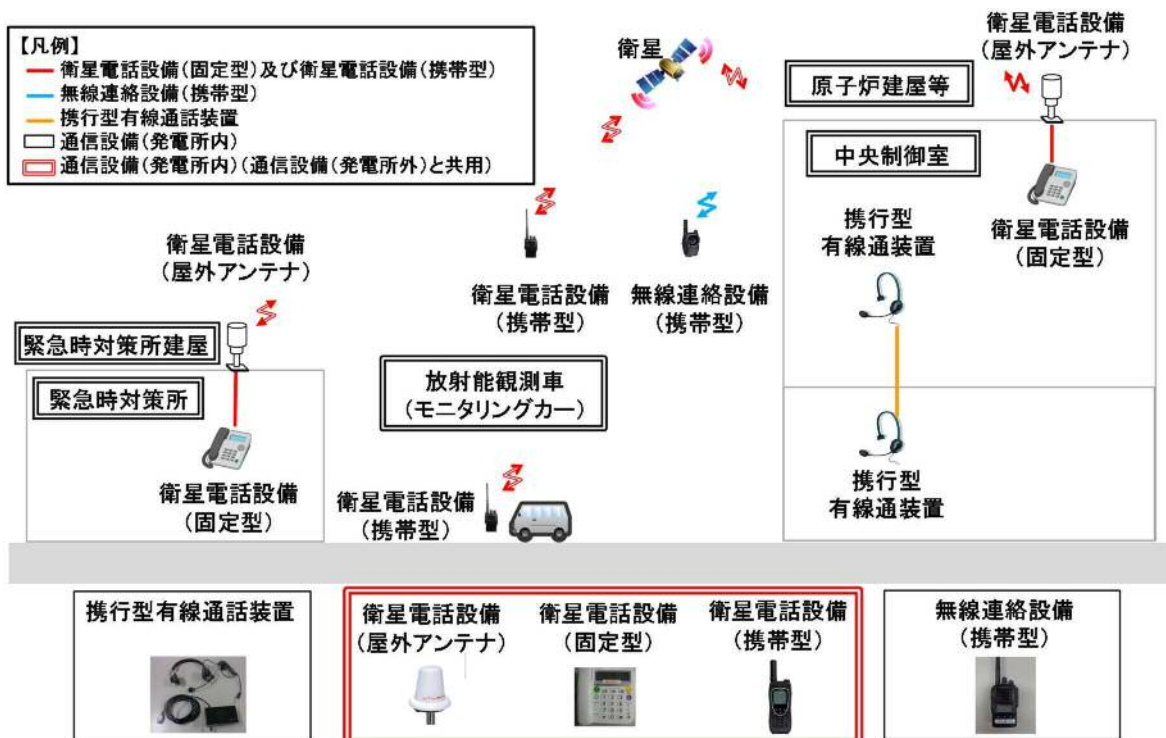 【凡例】
衛星電話設備(固定型)及び衛星電話設備(携帯型)
無線連絡設備(携帯型)
携行型有線通話装置
通信設備(発電所内)
通信設備(発電所内)(通信設備(発電所外)と共用)
衛星
衛星電話設備
(屋外アンテナ)
原子炉建屋等
中央制御室
衛星電話設備
(固定型)
携行型
有線通装置
携行型
有線通装置
衛星電話設備
(携帯型)
無線連絡設備
(携帯型)
衛星電話設備
(屋外アンテナ)
緊急時対策所建屋
緊急時対策所
衛星電話設備
(固定型)
放射能観測車
(モニタリングカー)
衛星電話設備
(携帯型)
携行型有線通話装置
衛星電話設備
(屋外アンテナ)
衛星電話設備
(固定型)
衛星電話設備
(携帯型)
無線連絡設備
(携帯型)